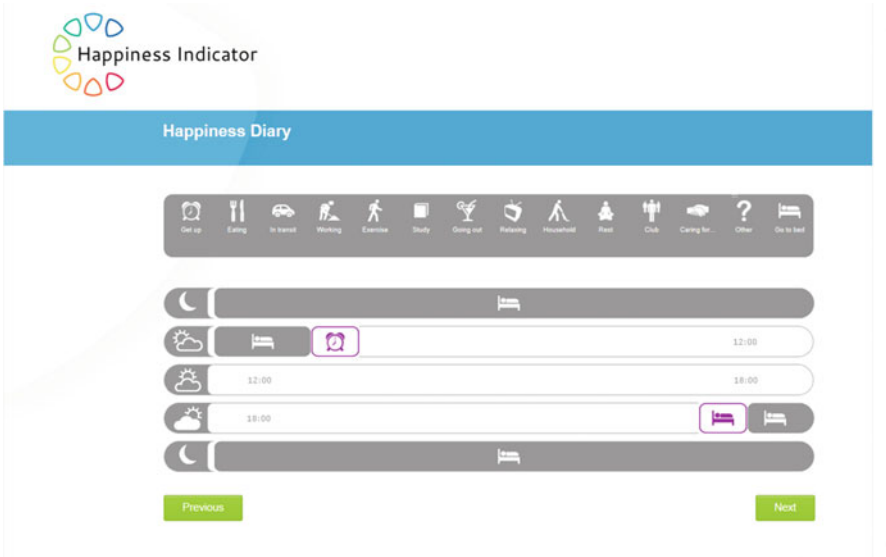 Happiness Indicator
Happiness Diary
Get up Eating In transit Working Exercise Study Going out Relaxing Household Rest Club Caring for... Other Go to bed
12:00
12:00 18:00
18:00
Previous Next